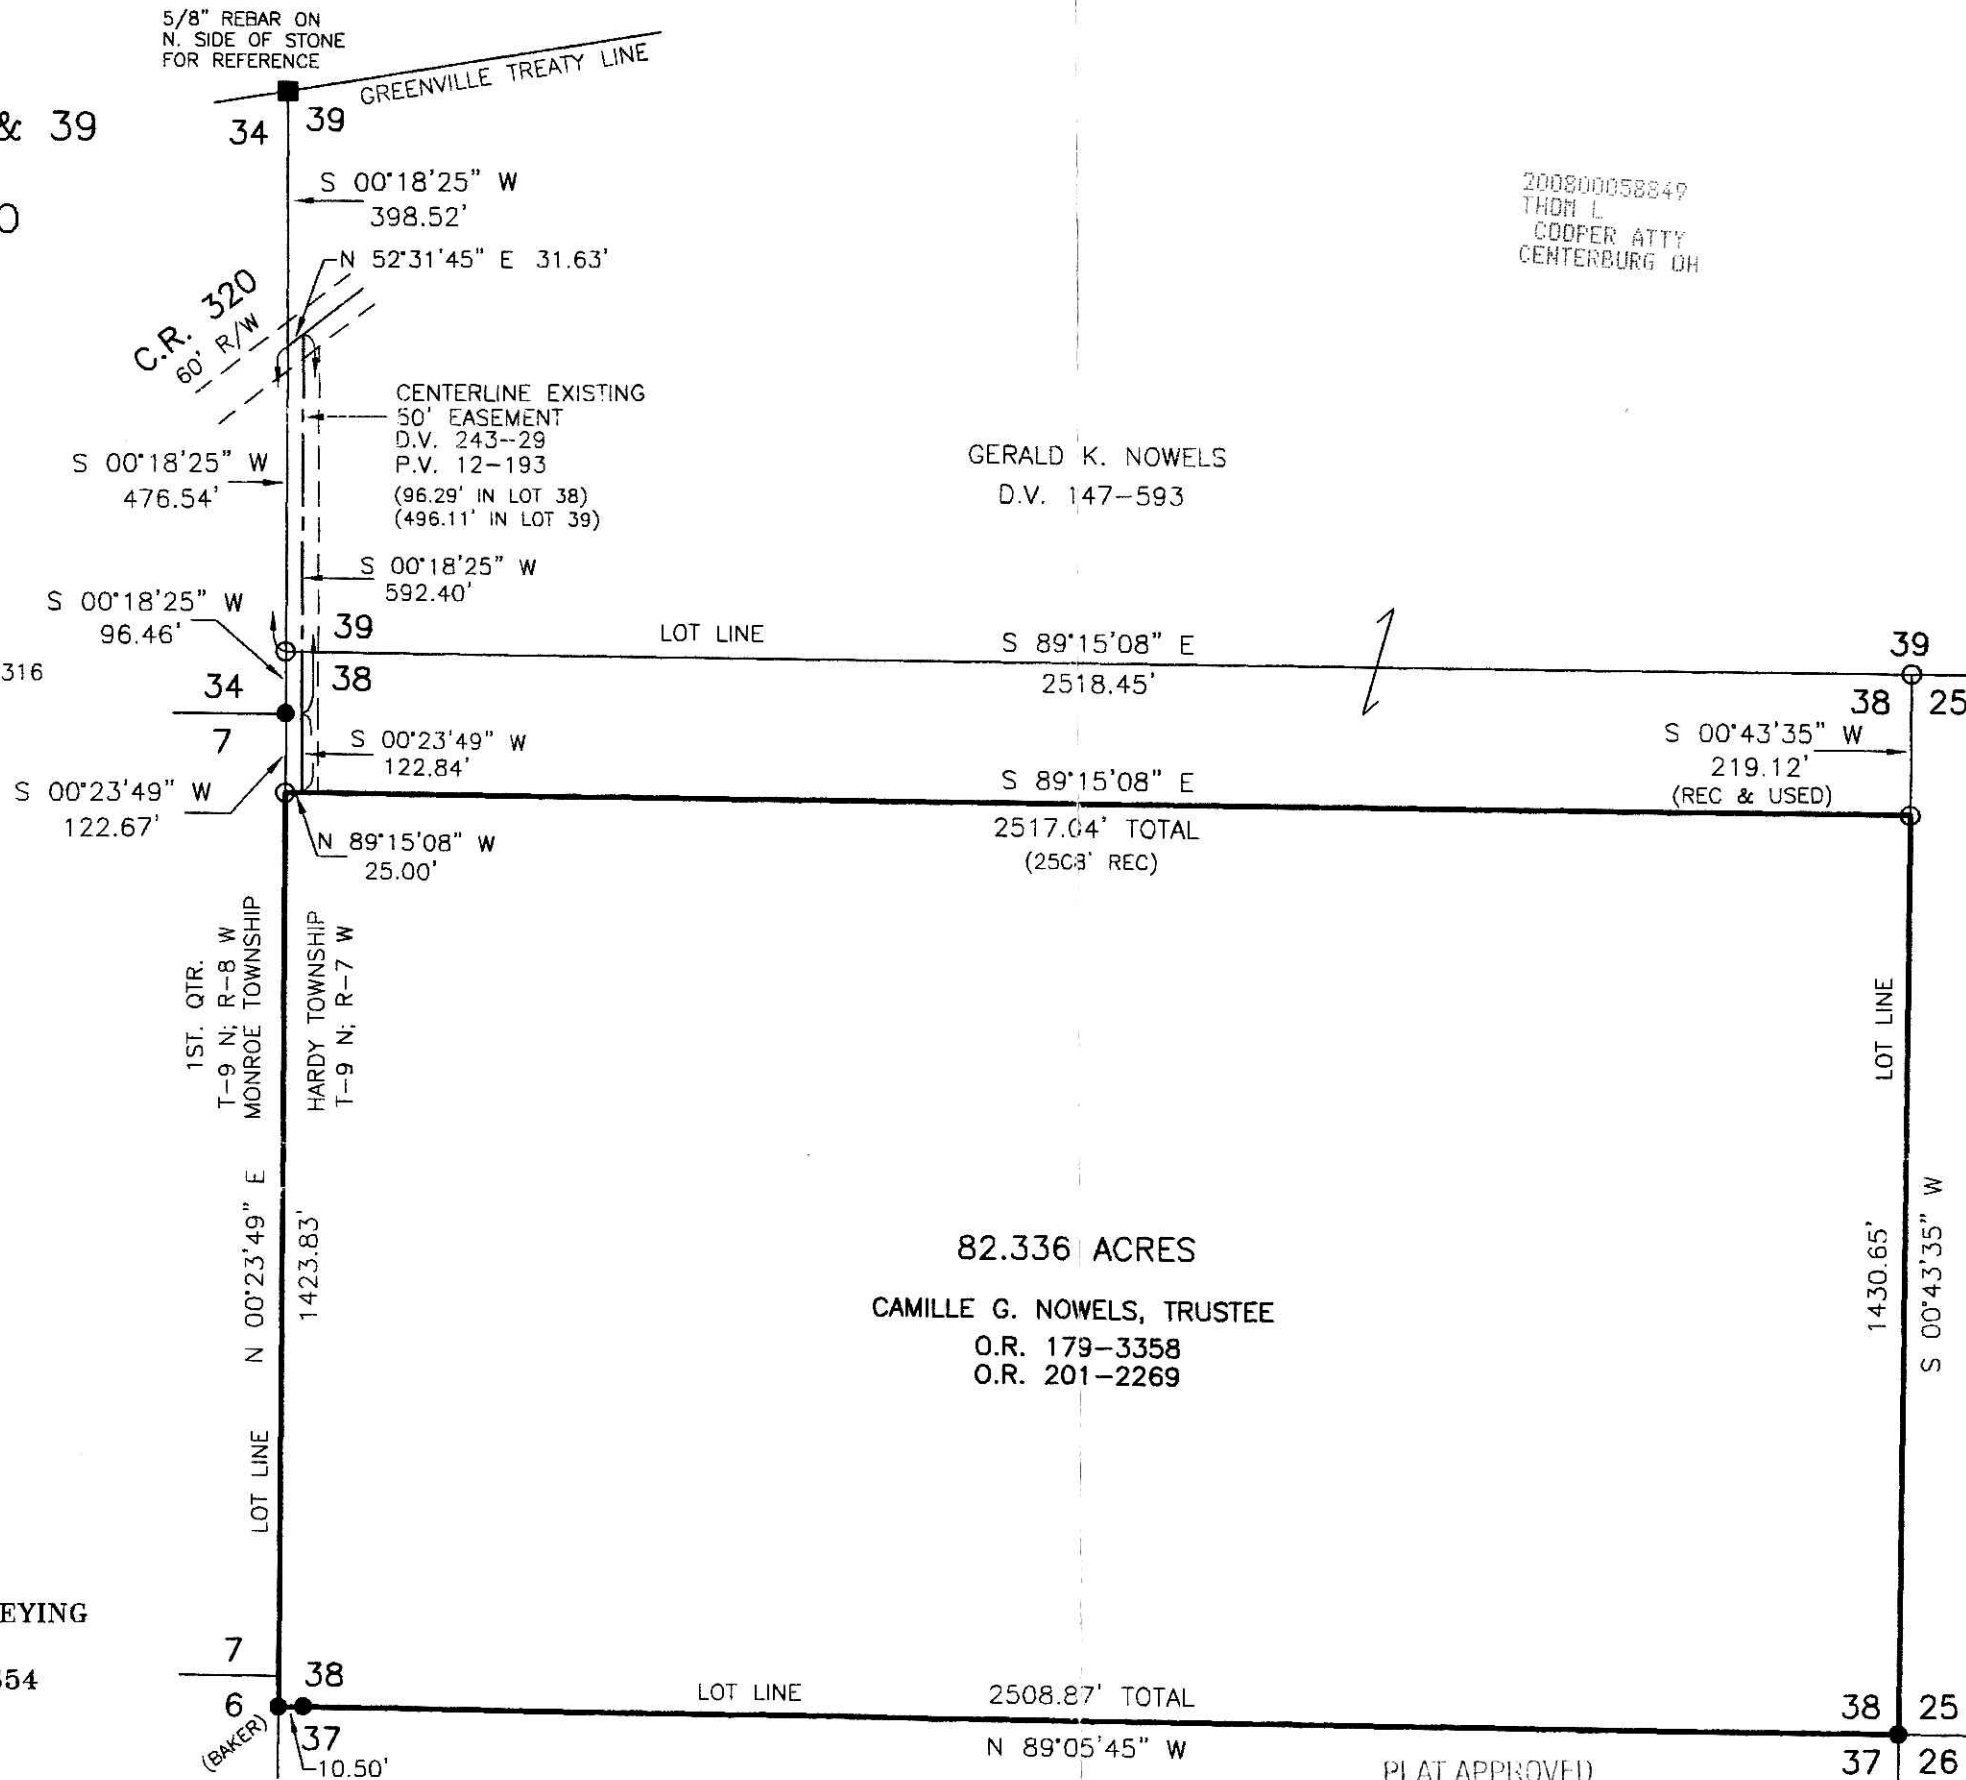 5/8" REBAR ON
N. SIDE OF STONE
FOR REFERENCE
GREENVILLE TREATY LINE
& 39
34
39
S 00°18'25" W
398.52'
N 52°31'45" E 31.63'
C.R. 320
60' R/W
200800058849
THOM L
COOPER ATTY
CENTERBURG OH
CENTERLINE EXISTING
50' EASEMENT
D.V. 243-29
P.V. 12-193
(96.29' IN LOT 38)
(496.11' IN LOT 39)
S 00°18'25" W
476.54'
GERALD K. NOWELS
D.V. 147-593
S 00°18'25" W
592.40'
S 00°18'25" W
96.46'
39
LOT LINE
S 89°15'08" E
2518.45'
39
316
34
38
38
25
7
S 00°23'49" W
122.84'
S 00°43'35" W
219.12'
(REC & USED)
S 00°23'49" W
122.67'
S 89°15'08" E
2517.04' TOTAL
REC)
N 89°15'08" W
25.00'
1ST. QTR.
T-9 N; R-8 W
MONROE TOWNSHIP
HARDY TOWNSHIP
T-9 N; R-7 W
LOT LINE
N 00°23'49" E
1423.83'
82.336 ACRES
CAMILLE G. NOWELS, TRUSTEE
O.R. 179-3358
O.R. 201-2269
1430.65'
S 00°43'35" W
LOT LINE
EYING
7
38
54
6
LOT LINE
2508.87' TOTAL
38
25
(BAKER)
37
10.50'
N 89°05'45" W
PLAT APPROVED
37
26